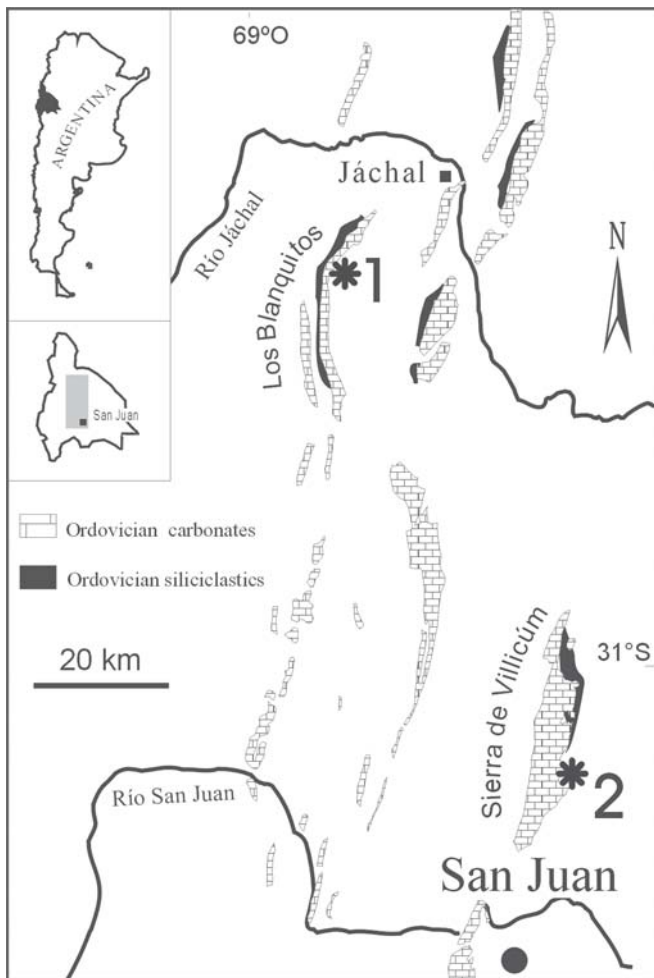 69°O
ARGENTINA
Jáchal
Río Jáchal
N
Los Blanquitos
1
San Juan
Ordovician carbonates
Ordovician siliciclastics
20 km
31°S
Sierra de Villicúm
Río San Juan
2
San Juan